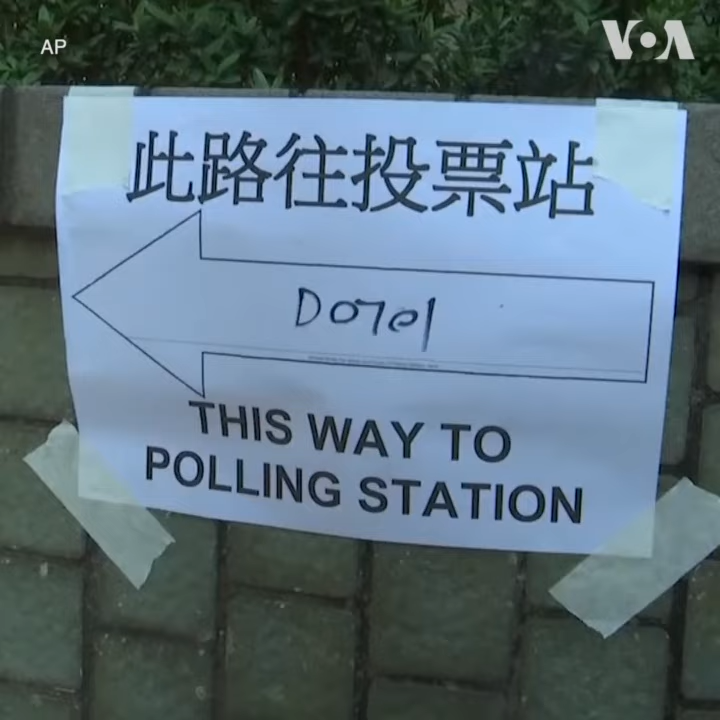 AP
VOA
此路往投票站
D0701
THIS WAY TO
POLLING STATION